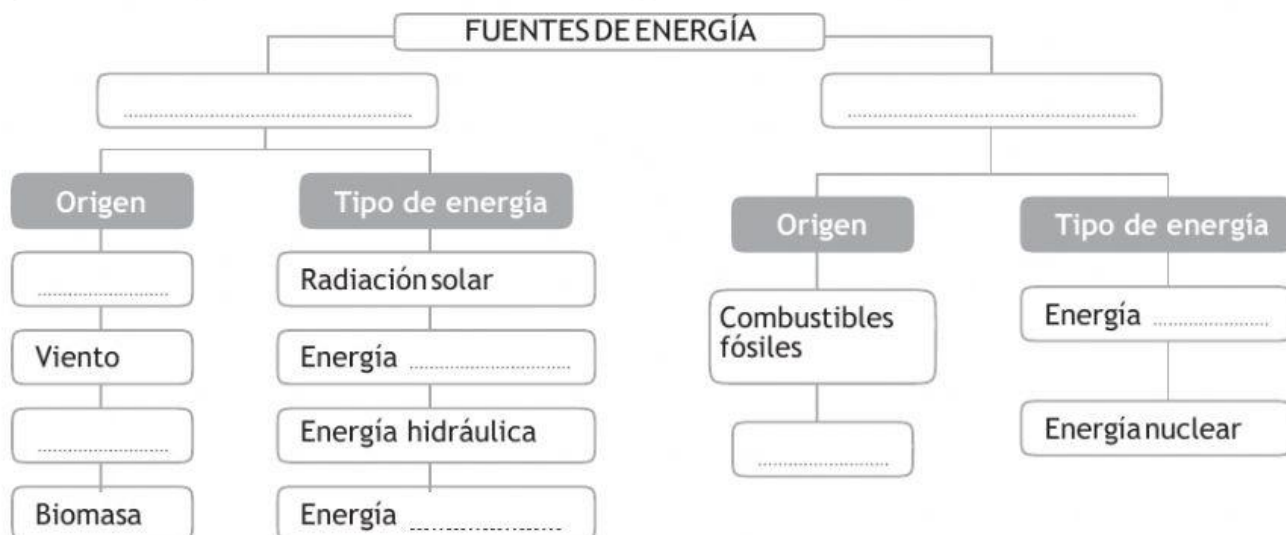 FUENTES DE ENERGÍA
........................................
........................................
Origen
Tipo de energía
....................
Radiación solar
Viento
Energía ........................
....................
Energía hidráulica
Biomasa
Energía ........................
Origen
Tipo de energía
Combustibles
fósiles
Energía ................
....................
Energía nuclear